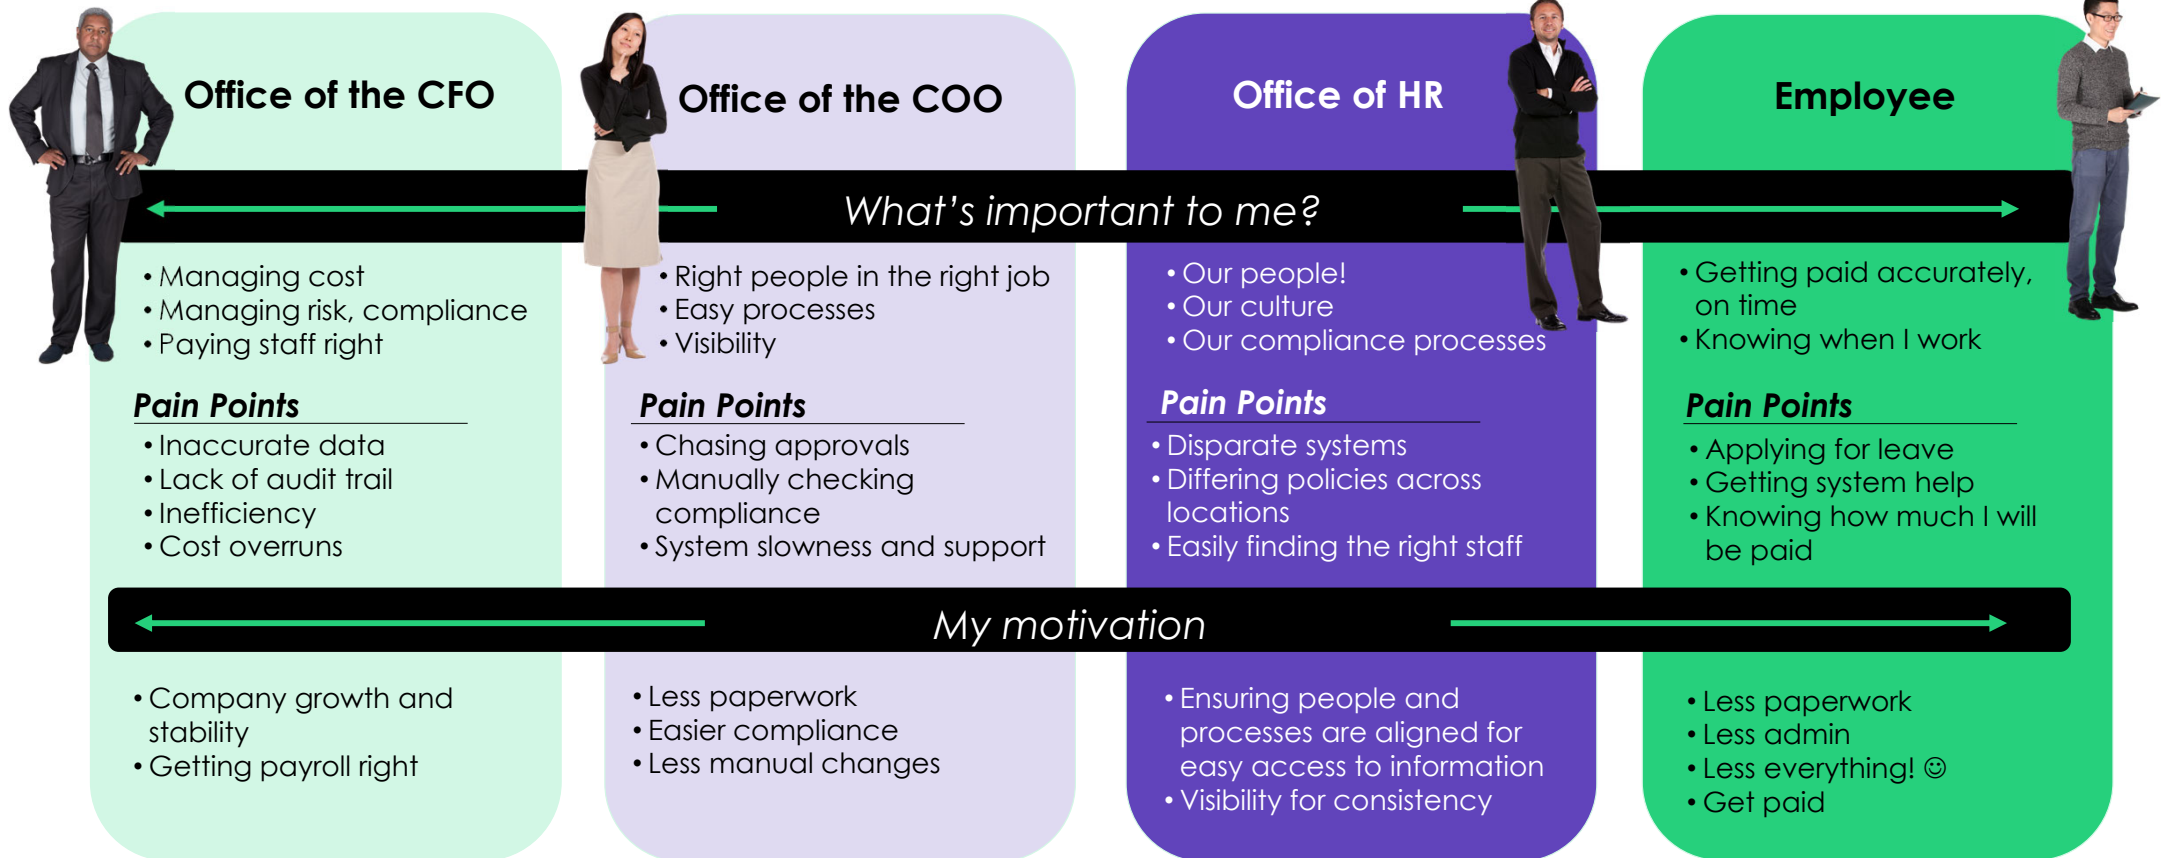 Office of the CFO
Office of the COO
Office of HR
Employee
What's important to me?
• Managing cost
• Managing risk, compliance
• Paying staff right
Pain Points
• Inaccurate data
• Lack of audit trail
• Inefficiency
• Cost overruns
• Right people in the right job
• Easy processes
• Visibility
Pain Points
• Chasing approvals
• Manually checking
compliance
• System slowness and support
• Our people!
• Our culture
• Our compliance processes
Pain Points
• Disparate systems
• Differing policies across
locations
• Easily finding the right staff
• Getting paid accurately,
on time
• Knowing when I work
Pain Points
• Applying for leave
• Getting system help
• Knowing how much I will
be paid
My motivation
• Company growth and
stability
• Getting payroll right
• Less paperwork
• Easier compliance
• Less manual changes
• Ensuring people and
processes are aligned for
easy access to information
• Visibility for consistency
• Less paperwork
• Less admin
• Less everything! ☺
• Get paid